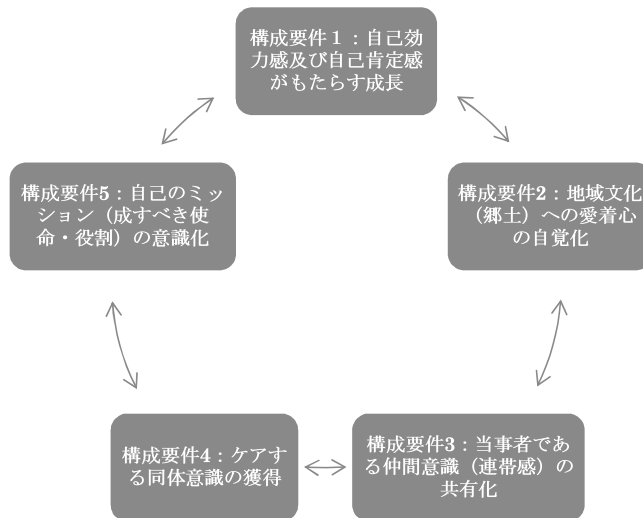 構成要件１：自己効
力感及び自己肯定感
がもたらす成長
構成要件2：地域文化
（郷土）への愛着心
の自覚化
構成要件3：当事者であ
る仲間意識（連帯感）の
共有化
構成要件4：ケアす
る同体意識の獲得
構成要件5：自己のミッ
ション（成すべき使
命・役割）の意識化